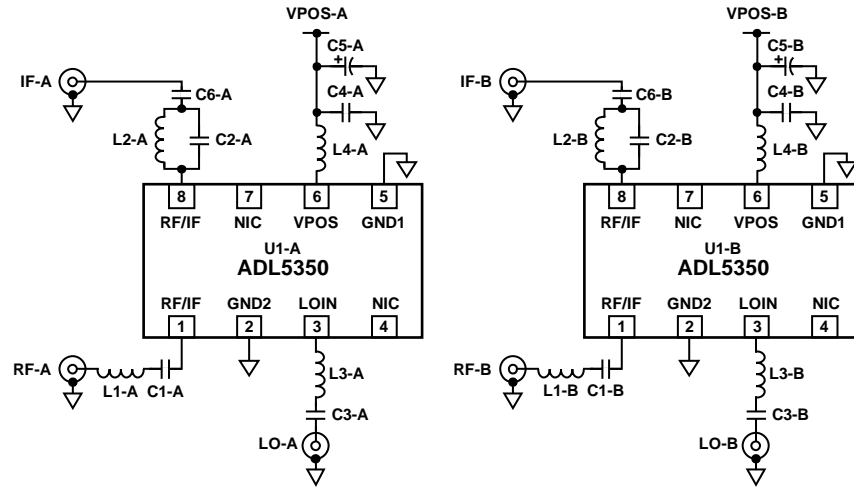 VPOS-A
C5-A
+
IF-A
C4-A
C6-A
L2-A
C2-A
L4-A
8
7
6
5
RF/IF
NIC
VPOS
GND1
U1-A
ADL5350
RF/IF
GND2
LOIN
NIC
1
2
3
4
RF-A
L1-A
C1-A
L3-A
C3-A
LO-A
VPOS-B
C5-B
+
IF-B
C4-B
C6-B
L2-B
C2-B
L4-B
8
7
6
5
RF/IF
NIC
VPOS
GND1
U1-B
ADL5350
RF/IF
GND2
LOIN
NIC
1
2
3
4
RF-B
L1-B
C1-B
L3-B
C3-B
LO-B